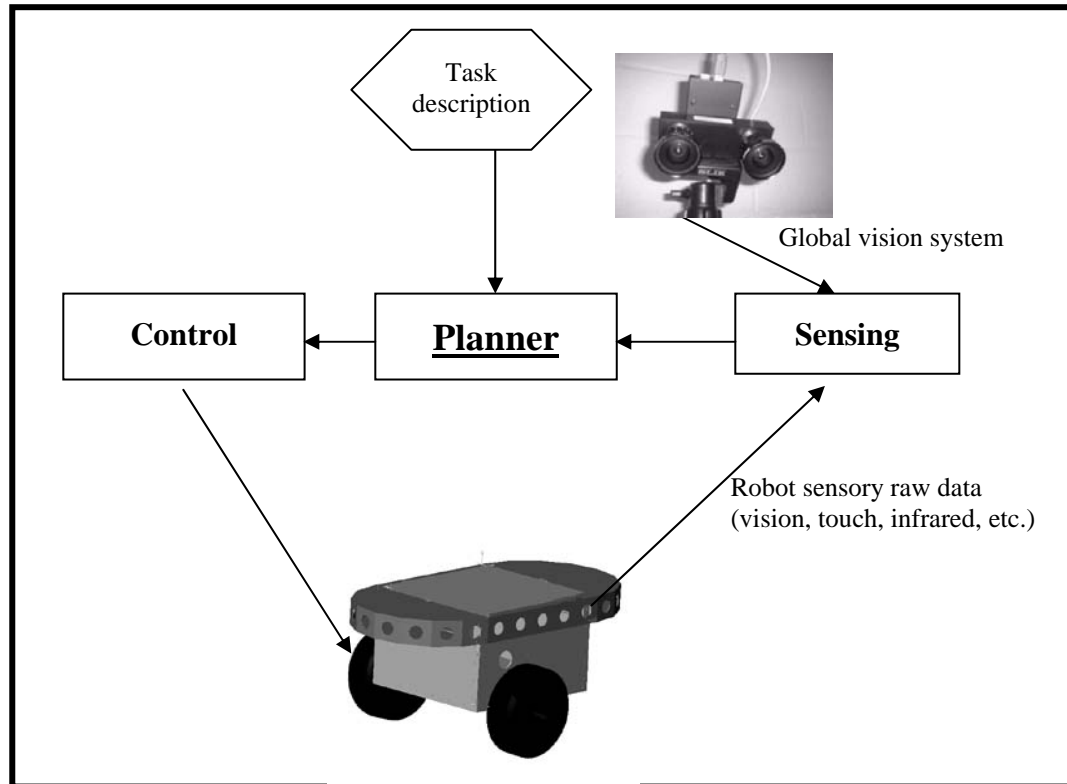 Task
description
Global vision system
Control
Planner
Sensing
Robot sensory raw data
(vision, touch, infrared, etc.)